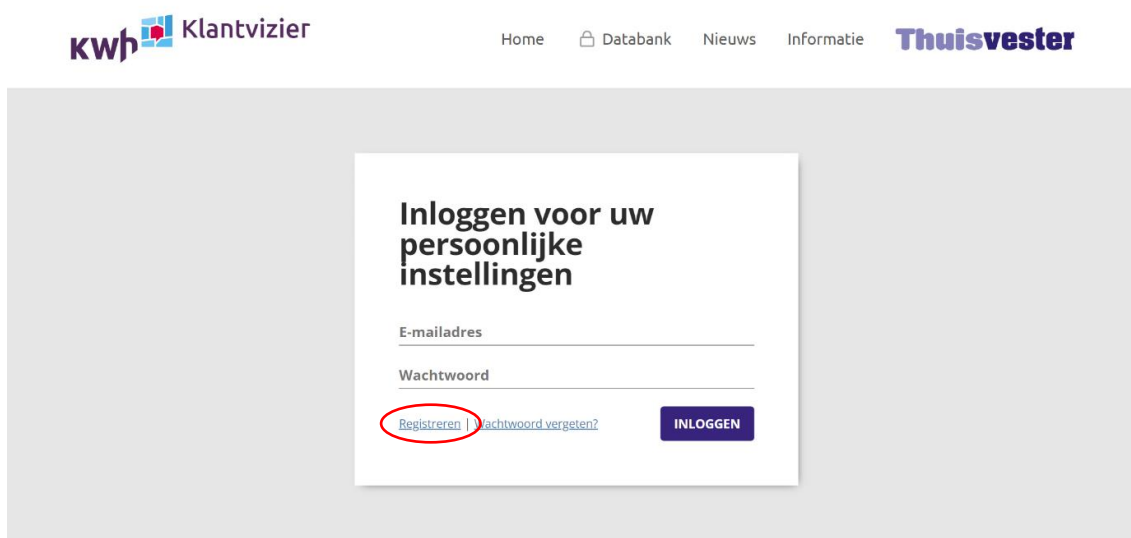 kwh Klantvizier
Home Databank Nieuws Informatie Thuisvester
Inloggen voor uw
persoonlijke
instellingen
E-mailadres
Wachtwoord
Registreren | Wachtwoord vergeten? INLOGGEN